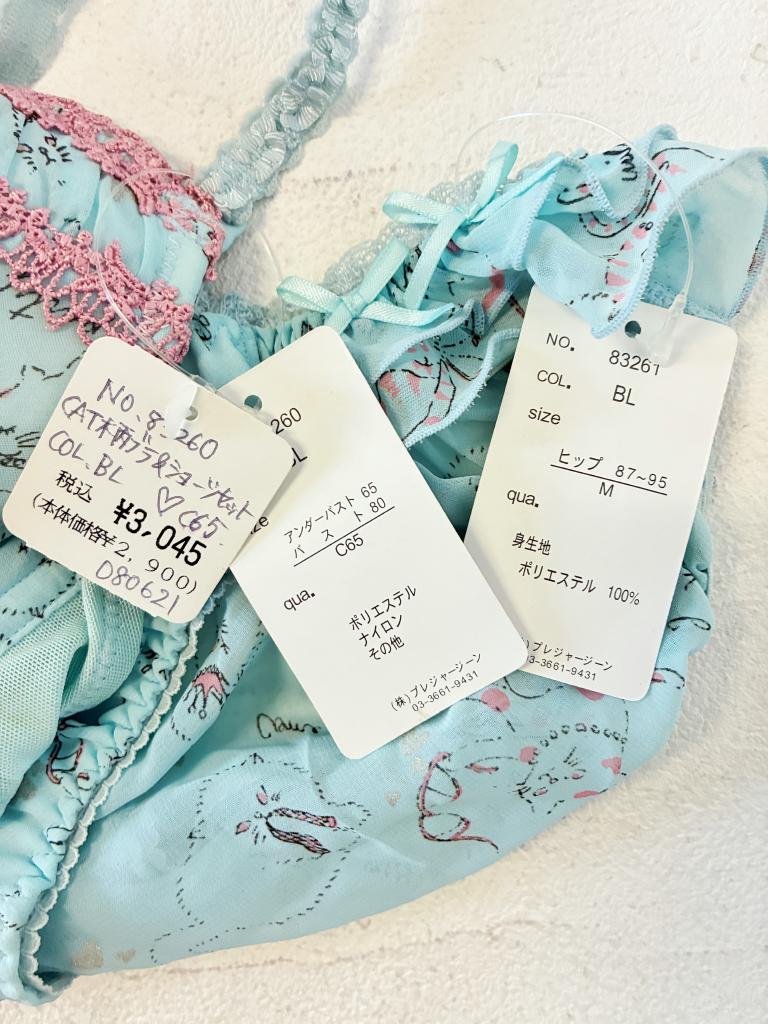 NO.8-260
CAT柄ブラ&ショーツセット
COL.BL ♡C65.
税込 ¥3,045
(本体価格¥2,900)
D80621
260
アンダーバスト 65
バスト 80
C65
qua.
ポリエステル
ナイロン
その他
(株)プレジャージーン
03-3661-9431
NO. 83261
COL. BL
size
ヒップ 87~95
M
qua.
身生地
ポリエステル 100%
)プレジャージーン
3-3661-9431